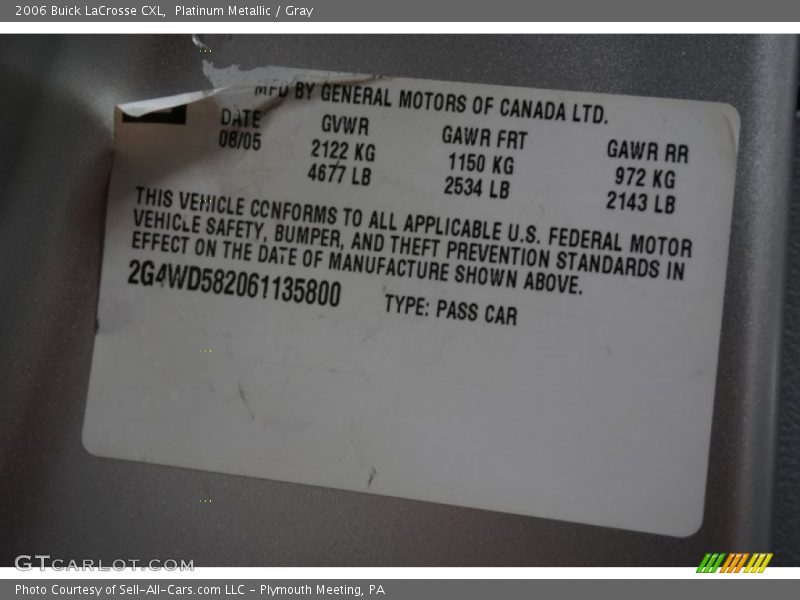 2006 Buick LaCrosse CXL, Platinum Metallic / Gray
MFD BY GENERAL MOTORS OF CANADA LTD.
DATE GVWR GAWR FRT GAWR RR
08/05 2122 KG 1150 KG 972 KG
4677 LB 2534 LB 2143 LB
THIS VEHICLE CONFORMS TO ALL APPLICABLE U.S. FEDERAL MOTOR
VEHICLE SAFETY, BUMPER, AND THEFT PREVENTION STANDARDS IN
EFFECT ON THE DATE OF MANUFACTURE SHOWN ABOVE.
2G4WD582061135800 TYPE: PASS CAR
GTCARLOT.COM
Photo Courtesy of Sell-All-Cars.com LLC - Plymouth Meeting, PA